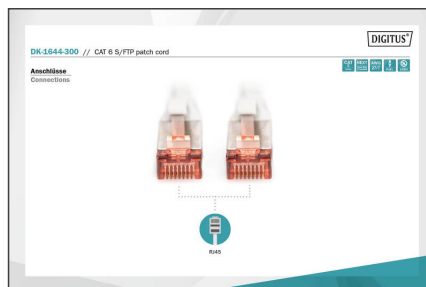 DIGITUS®
DK-1644-300 // CAT 6 S/FTP patch cord
Anschlüsse
Connections
RJ45